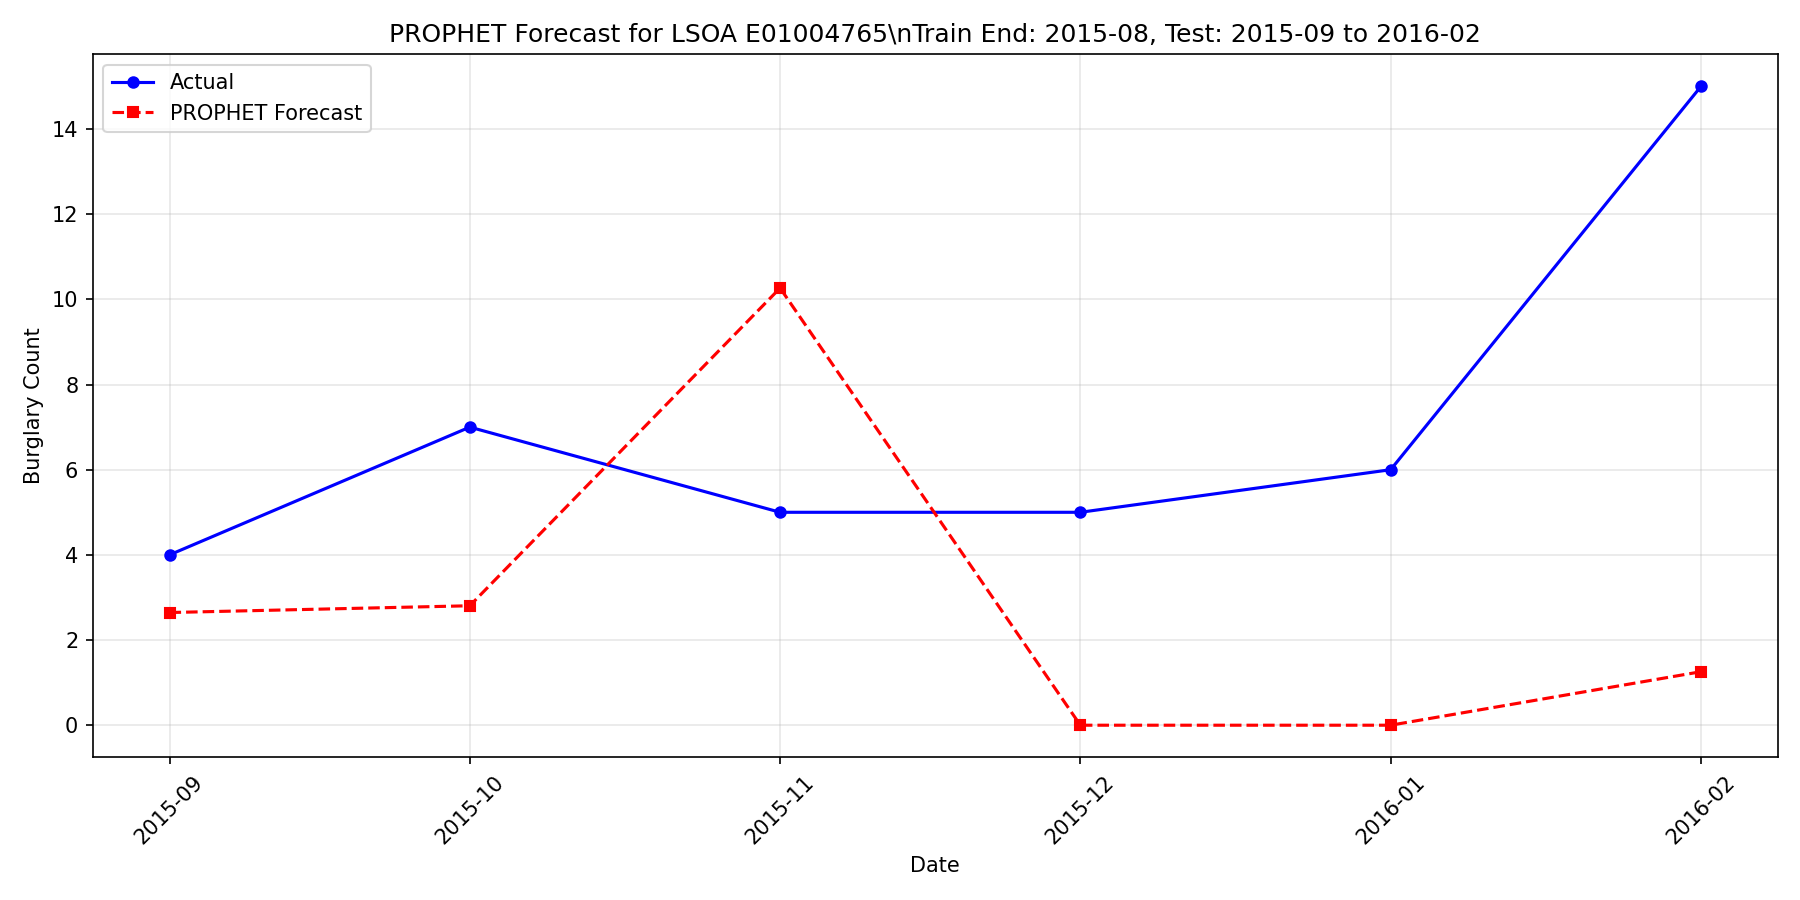 PROPHET Forecast for LSOA E01004765\nTrain End: 2015-08, Test: 2015-09 to 2016-02
Actual
PROPHET Forecast
14
12
10
8
6
4
2
0
Burglary Count
2015-09
2015-10
2015-11
2015-12
2016-01
2016-02
Date